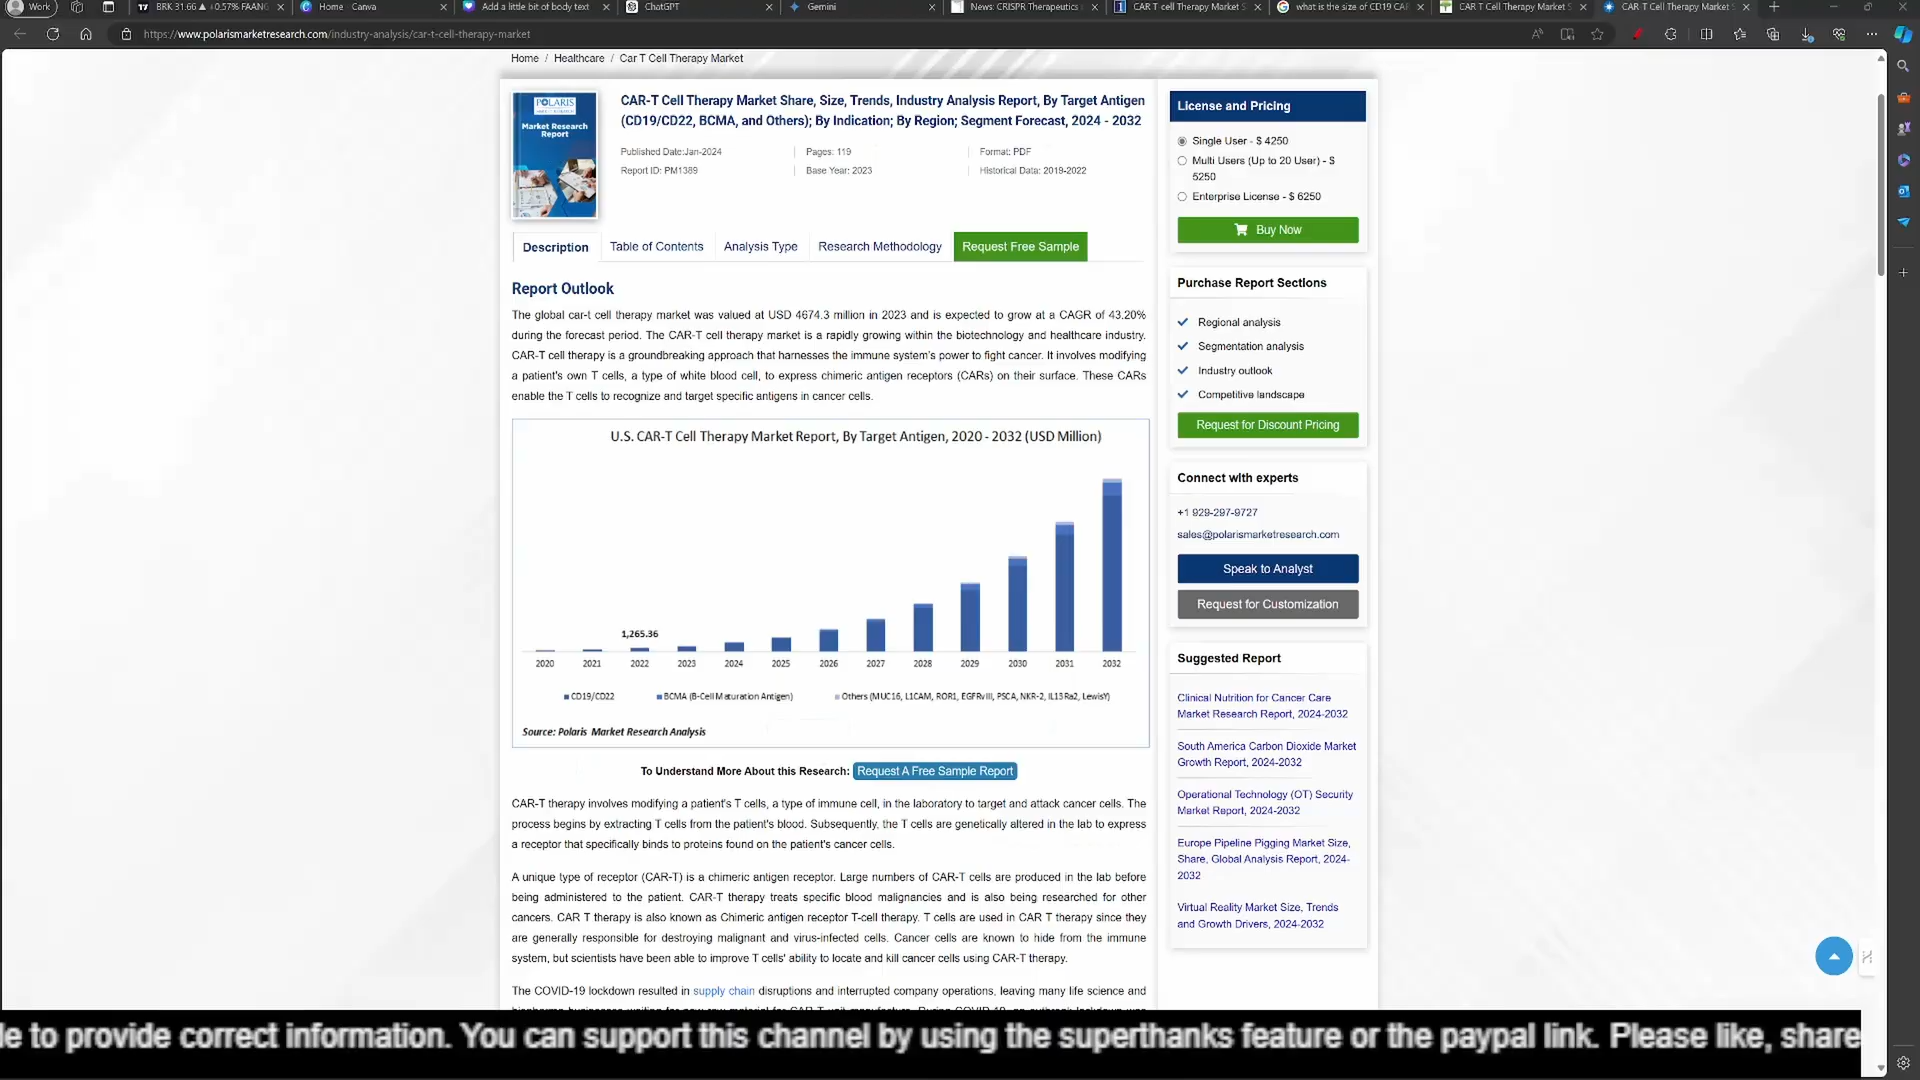 Work
BRK 31.66 ▲ +0.57% FAANG
Home - Canva
Add a little bit of body text
ChatGPT
Gemini
News: CRISPR Therapeutics
CAR T cell Therapy Market S
what is the size of CD19 CAR
CAR T Cell Therapy Market S
CAR T Cell Therapy Market S
https://www.polarismarketresearch.com/industry-analysis/car-t-cell-therapy-market
Home / Healthcare / Car T Cell Therapy Market
POLARIS
Market Research
Report
CAR-T Cell Therapy Market Share, Size, Trends, Industry Analysis Report, By Target Antigen
(CD19/CD22, BCMA, and Others); By Indication; By Region; Segment Forecast, 2024 - 2032
Published Date:Jan-2024
Pages: 119
Format: PDF
Report ID: PM1389
Base Year: 2023
Historical Data: 2019-2022
Description
Table of Contents
Analysis Type
Research Methodology
Request Free Sample
Report Outlook
The global car-t cell therapy market was valued at USD 4674.3 million in 2023 and is expected to grow at a CAGR of 43.20%
during the forecast period. The CAR-T cell therapy market is a rapidly growing within the biotechnology and healthcare industry.
CAR-T cell therapy is a groundbreaking approach that harnesses the immune system's power to fight cancer. It involves modifying
a patient's own T cells, a type of white blood cell, to express chimeric antigen receptors (CARs) on their surface. These CARs
enable the T cells to recognize and target specific antigens in cancer cells.
U.S. CAR-T Cell Therapy Market Report, By Target Antigen, 2020 - 2032 (USD Million)
1,265.36
2020 2021 2022 2023 2024 2025 2026 2027 2028 2029 2030 2031 2032
CD19/CD22
BCMA (B-Cell Maturation Antigen)
Others (MUC16, L1CAM, ROR1, EGFRvIII, PSCA, NKR-2, IL13Ra2, LewisY)
Source: Polaris Market Research Analysis
To Understand More About this Research: Request A Free Sample Report
CAR-T therapy involves modifying a patient's T cells, a type of immune cell, in the laboratory to target and attack cancer cells. The
process begins by extracting T cells from the patient's blood. Subsequently, the T cells are genetically altered in the lab to express
a receptor that specifically binds to proteins found on the patient's cancer cells.
A unique type of receptor (CAR-T) is a chimeric antigen receptor. Large numbers of CAR-T cells are produced in the lab before
being administered to the patient. CAR-T therapy treats specific blood malignancies and is also being researched for other
cancers. CAR T therapy is also known as Chimeric antigen receptor T-cell therapy. T cells are used in CAR T therapy since they
are generally responsible for destroying malignant and virus-infected cells. Cancer cells are known to hide from the immune
system, but scientists have been able to improve T cells' ability to locate and kill cancer cells using CAR-T therapy.
The COVID-19 lockdown resulted in supply chain disruptions and interrupted company operations, leaving many life science and
License and Pricing
Single User - $ 4250
Multi Users (Up to 20 User) - $
5250
Enterprise License - $ 6250
Buy Now
Purchase Report Sections
Regional analysis
Segmentation analysis
Industry outlook
Competitive landscape
Request for Discount Pricing
Connect with experts
+1 929-297-9727
sales@polarismarketresearch.com
Speak to Analyst
Request for Customization
Suggested Report
Clinical Nutrition for Cancer Care
Market Research Report, 2024-2032
South America Carbon Dioxide Market
Growth Report, 2024-2032
Operational Technology (OT) Security
Market Report, 2024-2032
Europe Pipeline Pigging Market Size,
Share, Global Analysis Report, 2024-
2032
Virtual Reality Market Size, Trends
and Growth Drivers, 2024-2032
le to provide correct information. You can support this channel by using the superthanks feature or the paypal link. Please like, share